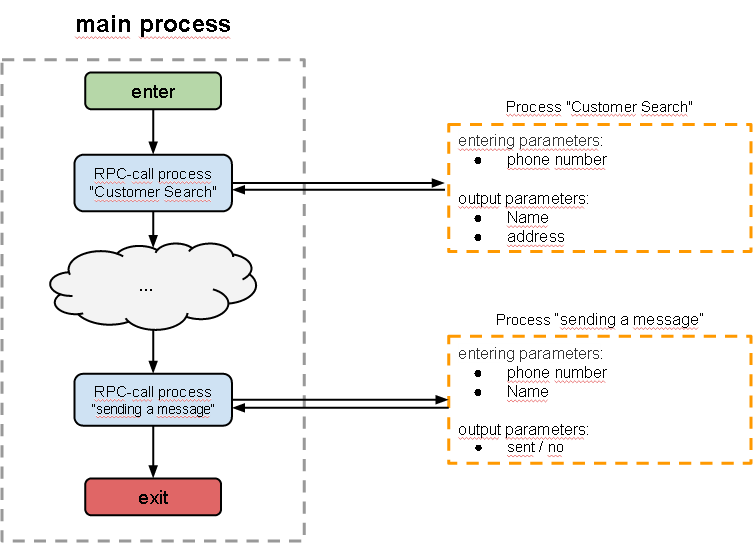 main process
enter
RPC-call process
"Customer Search"
...
RPC-call process
"sending a message"
exit
Process "Customer Search"
entering parameters:
● phone number
output parameters:
● Name
● address
Process "sending a message"
entering parameters:
● phone number
● Name
output parameters:
● sent / no